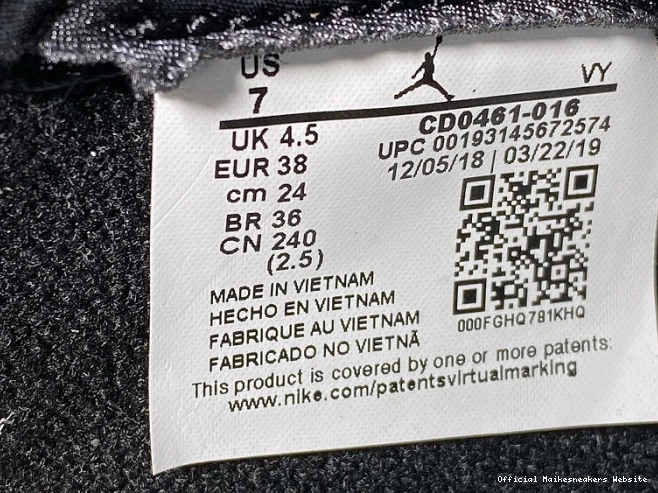 US
7
VY
UK 4.5
EUR 38
cm 24
BR 36
CN 240
(2.5)
CD0461-016
UPC 00193145672574
12/05/18 | 03/22/19
000FGHQ781KHQ
MADE IN VIETNAM
HECHO EN VIETNAM
FABRIQUE AU VIETNAM
FABRICADO NO VIETNÃ
This product is covered by one or more patents:
www.nike.com/patentsvirtualmarking
Official Maikesneakers Website